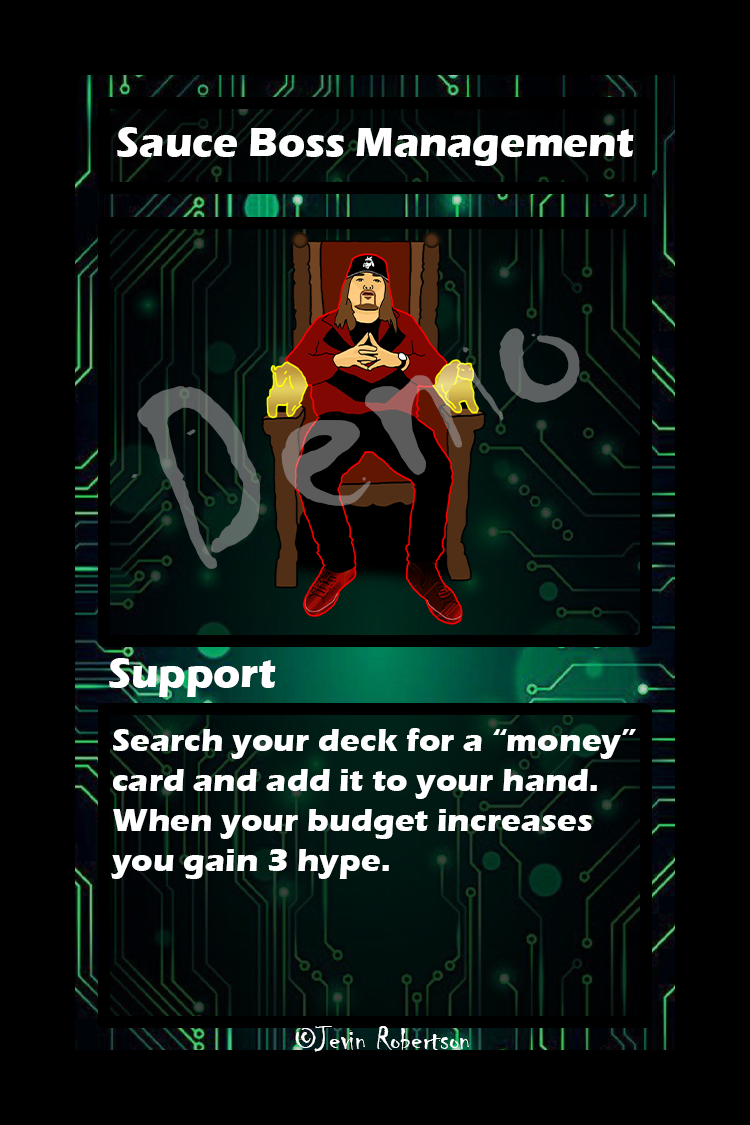 Sauce Boss Management
Demo
Support
Search your deck for a “money”
card and add it to your hand.
When your budget increases
you gain 3 hype.
©Jevin Robertson